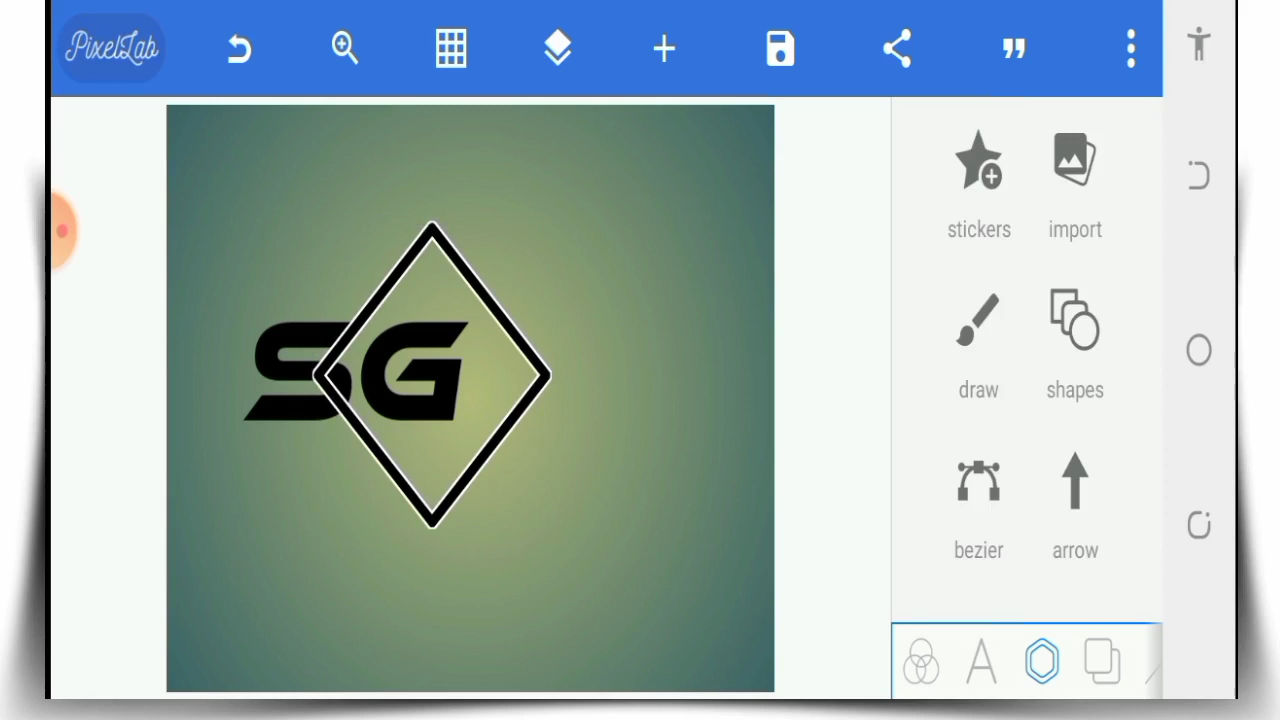 PixelLab
stickers
import
SG
draw
shapes
bezier
arrow